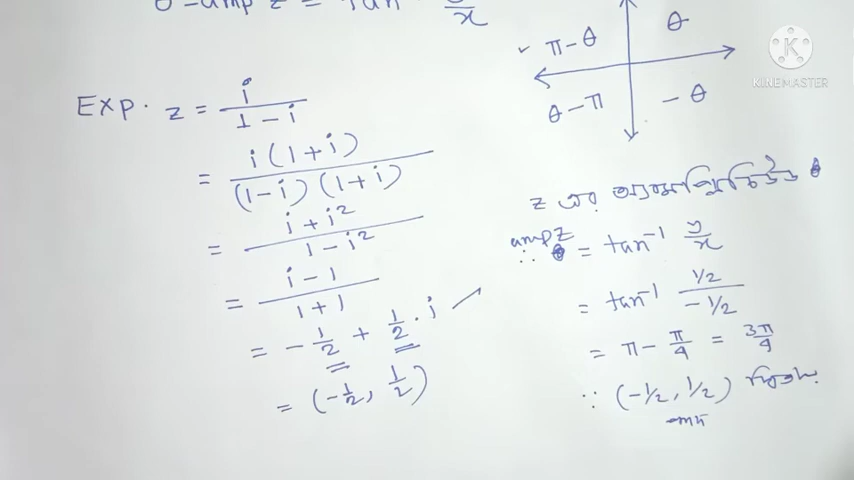 θ = amp z = tan⁻¹ y/x
π-θ
θ
θ-π
-θ
KINEMASTER
Exp. z = i/(1-i)
= i(1+i)/((1-i)(1+i))
= (i+i²)/(1-i²)
= (i-1)/(1+1)
= -1/2 + 1/2 . i
= (-1/2, 1/2)
z এর
amp z
∴ θ = tan⁻¹ y/x
= tan⁻¹ (1/2)/(-1/2)
= π - π/4 = 3π/4
∵ (-1/2, 1/2)